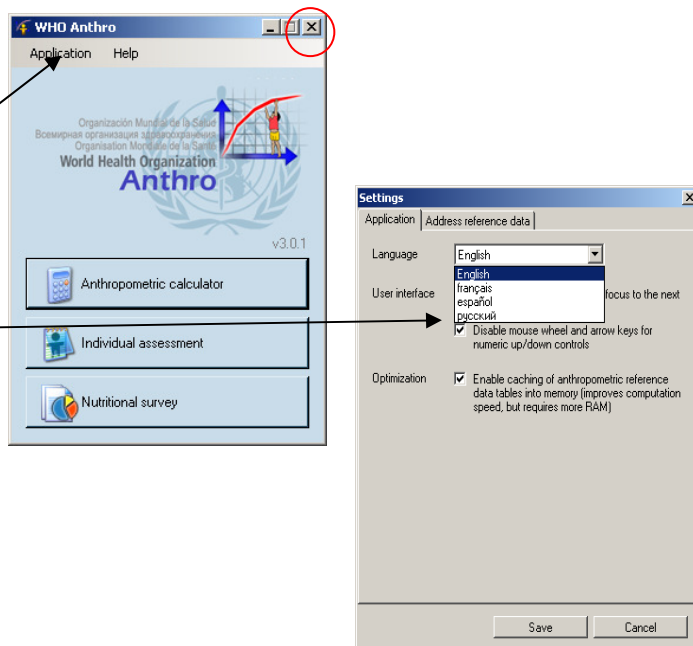 WHO Anthro
Application Help
Organización Mundial de la Salud
Всемирная организация здравоохранения
Organisation Mondiale de la Santé
World Health Organization
Anthro
v3.0.1
Anthropometric calculator
Individual assessment
Nutritional survey
Settings
Application Address reference data
Language English
English
français
español
русский
User interface focus to the next
Disable mouse wheel and arrow keys for
numeric up/down controls
Optimization Enable caching of anthropometric reference
data tables into memory (improves computation
speed, but requires more RAM)
Save Cancel